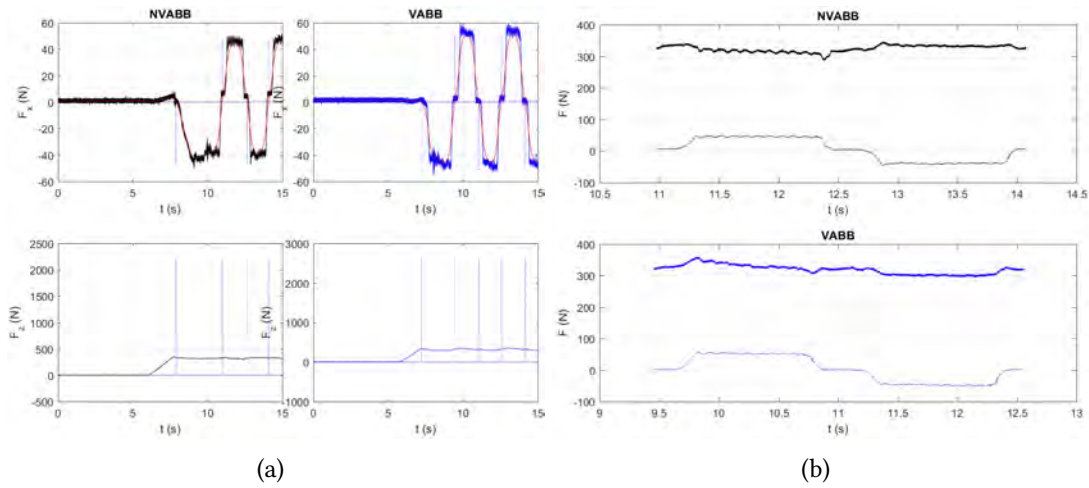 NVABB
60
40
20
0
-20
-40
-60
F_x (N)
0 5 10 15
t (s)
VABB
60
40
20
0
-20
-40
-60
F_x (N)
0 5 10 15
t (s)
2500
2000
1500
1000
500
0
-500
F_z (N)
0 5 10 15
t (s)
3000
2000
1000
0
1000
F_z (N)
0 5 10 15
t (s)
(a)
NVABB
400
300
200
100
0
-100
F (N)
10.5 11 11.5 12 12.5 13 13.5 14 14.5
t (s)
VABB
400
300
200
100
0
-100
F (N)
9 9.5 10 10.5 11 11.5 12 12.5 13
t (s)
(b)